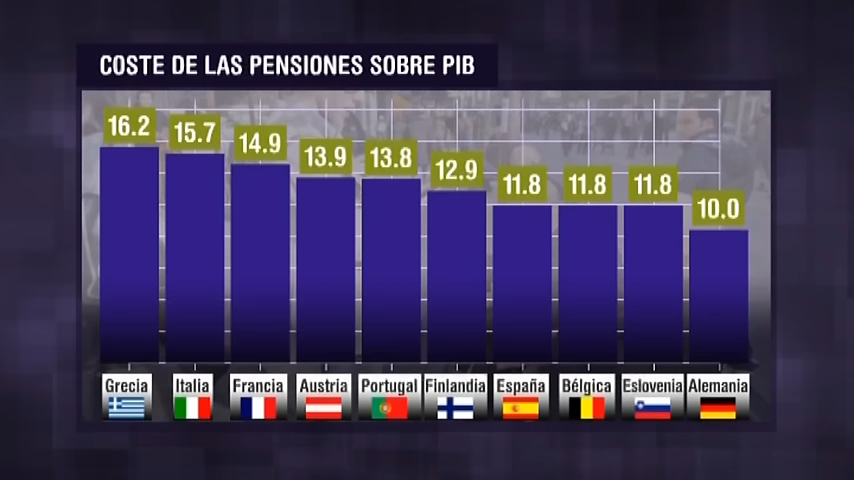 COSTE DE LAS PENSIONES SOBRE PIB
16.2
15.7
14.9
13.9
13.8
12.9
11.8
11.8
11.8
10.0
Grecia
Italia
Francia
Austria
Portugal
Finlandia
España
Bélgica
Eslovenia
Alemania